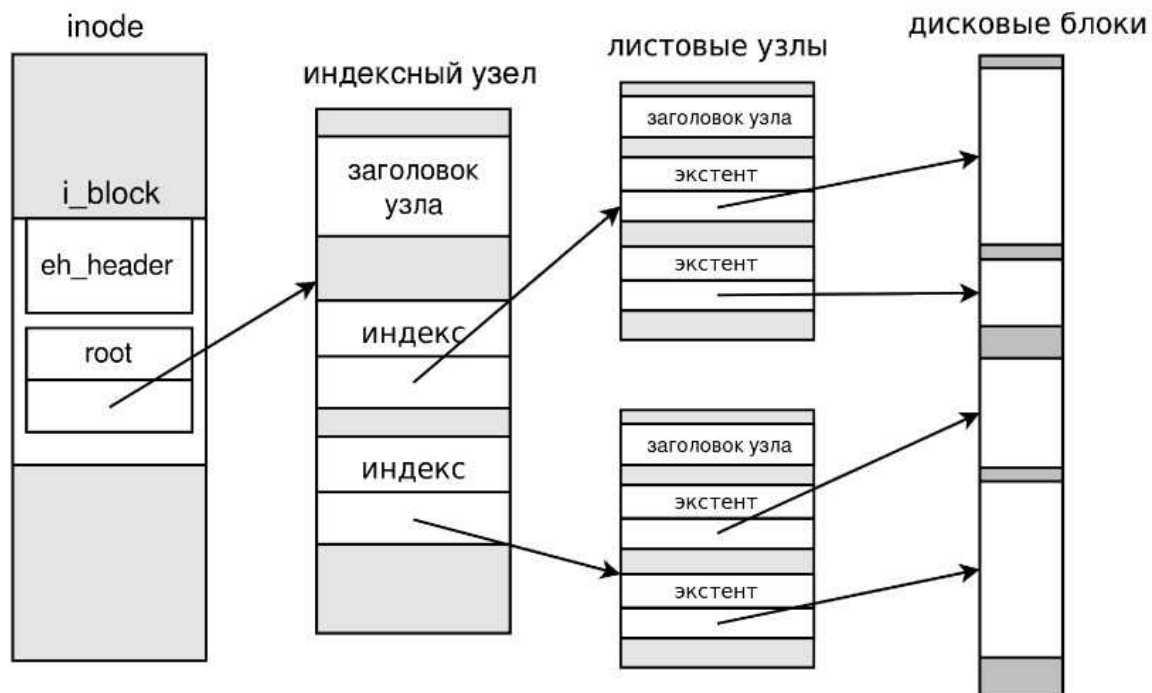 inode
i_block
eh_header
root
индексный узел
заголовок
узла
индекс
индекс
листовые узлы
заголовок узла
экстент
экстент
заголовок узла
экстент
экстент
дисковые блоки